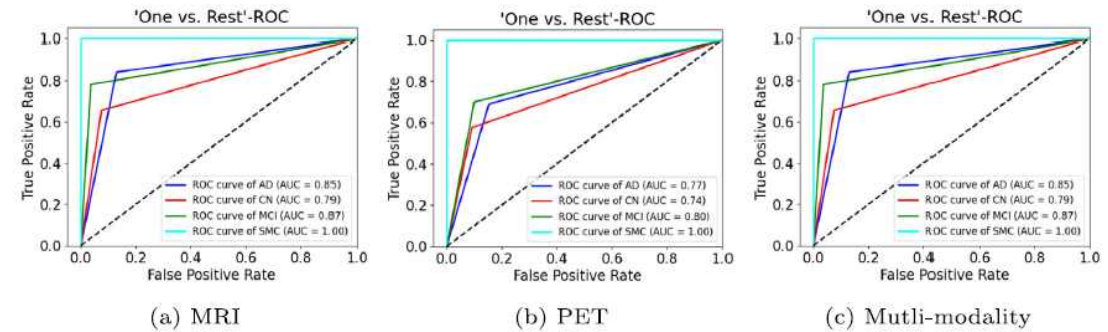 'One vs. Rest'-ROC
True Positive Rate
1.0
0.8
0.6
0.4
0.2
0.0
ROC curve of AD (AUC = 0.85)
ROC curve of CN (AUC = 0.79)
ROC curve of MCI (AUC = 0.87)
ROC curve of SMC (AUC = 1.00)
0.0 0.2 0.4 0.6 0.8 1.0
False Positive Rate
(a) MRI
'One vs. Rest'-ROC
True Positive Rate
1.0
0.8
0.6
0.4
0.2
0.0
ROC curve of AD (AUC = 0.77)
ROC curve of CN (AUC = 0.74)
ROC curve of MCI (AUC = 0.80)
ROC curve of SMC (AUC = 1.00)
0.0 0.2 0.4 0.6 0.8 1.0
False Positive Rate
(b) PET
'One vs. Rest'-ROC
True Positive Rate
1.0
0.8
0.6
0.4
0.2
0.0
ROC curve of AD (AUC = 0.85)
ROC curve of CN (AUC = 0.79)
ROC curve of MCI (AUC = 0.87)
ROC curve of SMC (AUC = 1.00)
0.0 0.2 0.4 0.6 0.8 1.0
False Positive Rate
(c) Mutli-modality